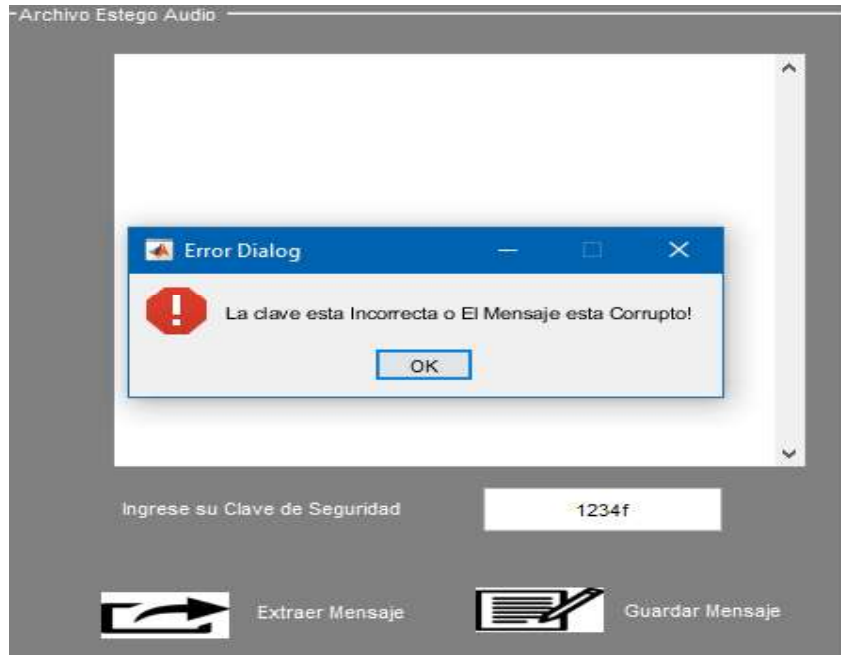 Archivo Estego Audio
Error Dialog
La clave esta Incorrecta o El Mensaje esta Corrupto!
OK
Ingrese su Clave de Seguridad 1234f
Extraer Mensaje Guardar Mensaje